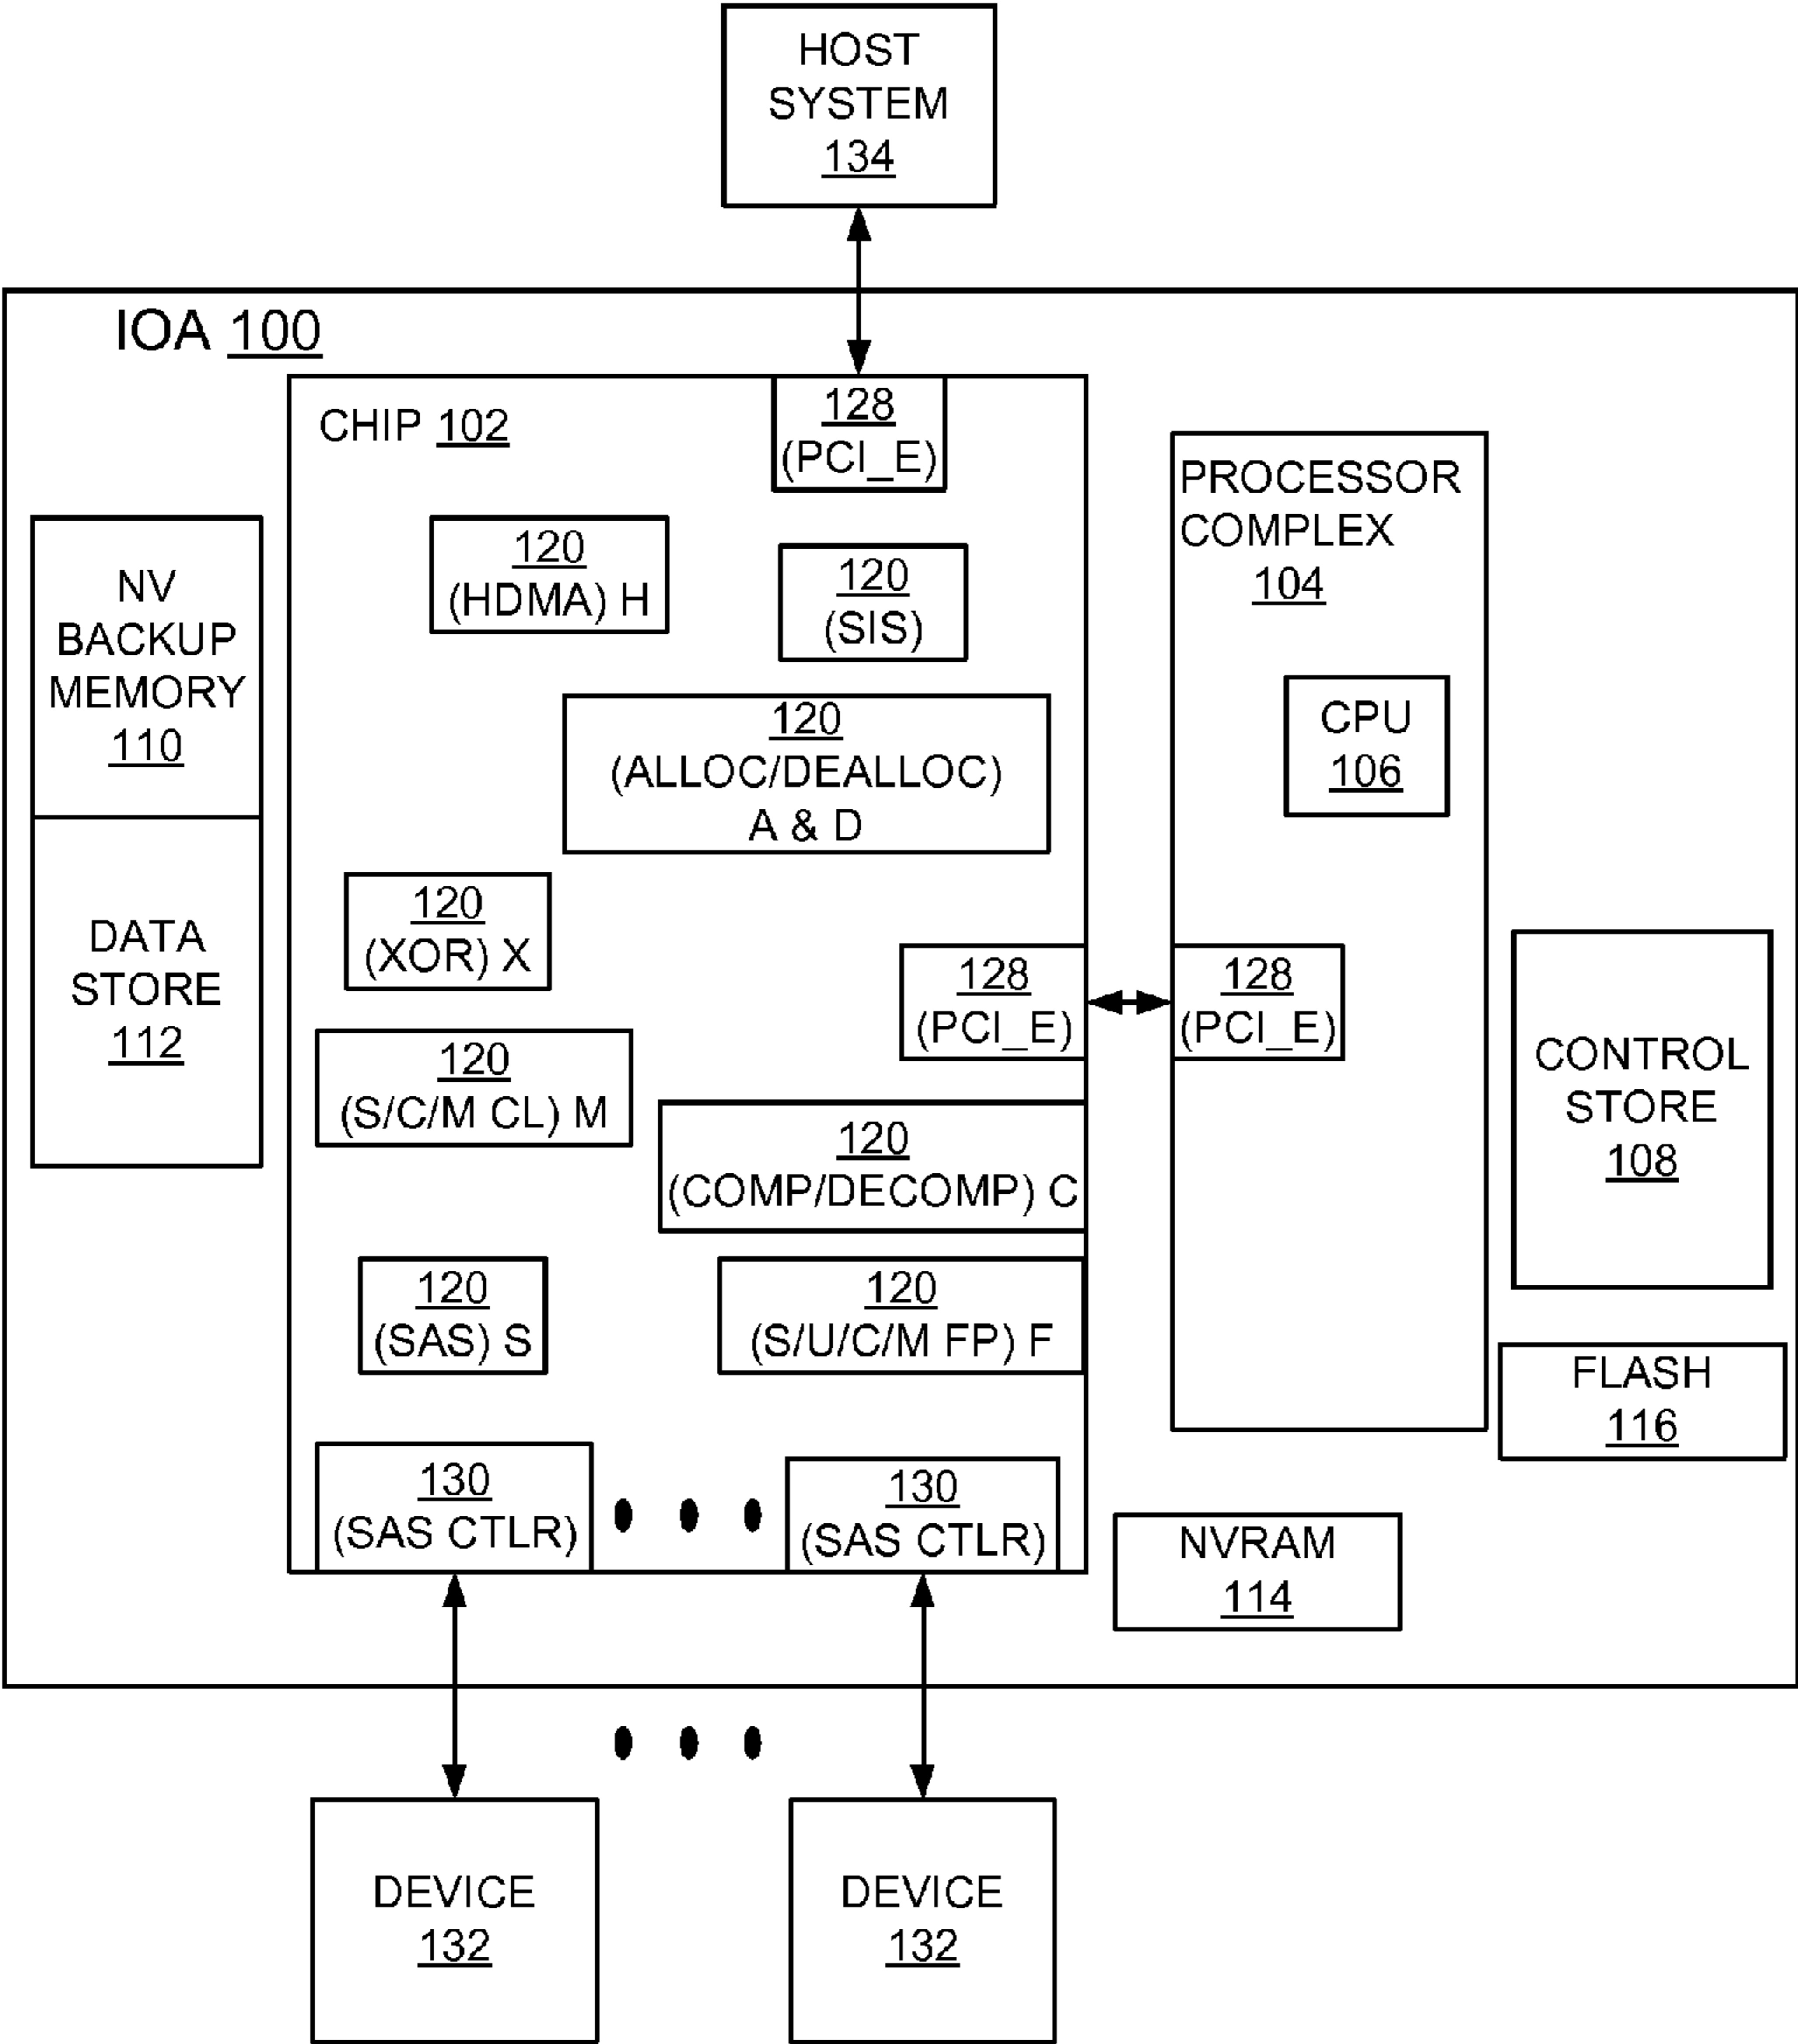 HOST
SYSTEM
134
IOA 100
CHIP 102
128
(PCI_E)
PROCESSOR
COMPLEX
104
120
(HDMA) H
120
(SIS)
NV
BACKUP
MEMORY
110
CPU
106
120
(ALLOC/DEALLOC)
A & D
120
(XOR) X
DATA
STORE
112
128
(PCI_E)
128
(PCI_E)
CONTROL
STORE
108
120
(S/C/M CL) M
120
(COMP/DECOMP) C
120
(SAS) S
120
(S/U/C/M FP) F
FLASH
116
130
(SAS CTLR)
130
(SAS CTLR)
NVRAM
114
DEVICE
132
DEVICE
132